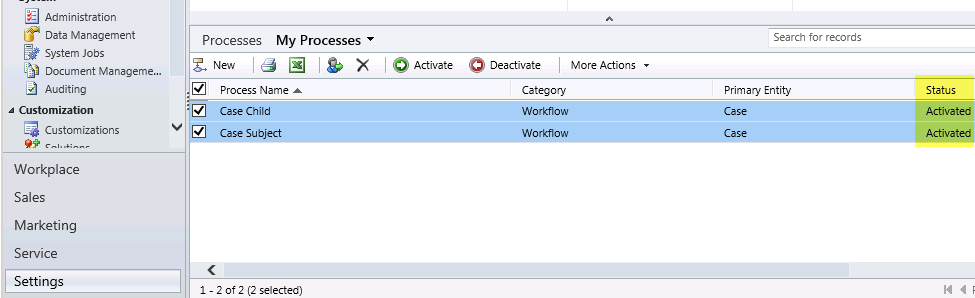 System
Administration
Data Management
System Jobs
Document Manageme...
Auditing
Customization
Customizations
Solutions
Workplace
Sales
Marketing
Service
Settings
Processes My Processes
Search for records
New Activate Deactivate More Actions
Process Name Category Primary Entity Status
Case Child Workflow Case Activated
Case Subject Workflow Case Activated
1 - 2 of 2 (2 selected)